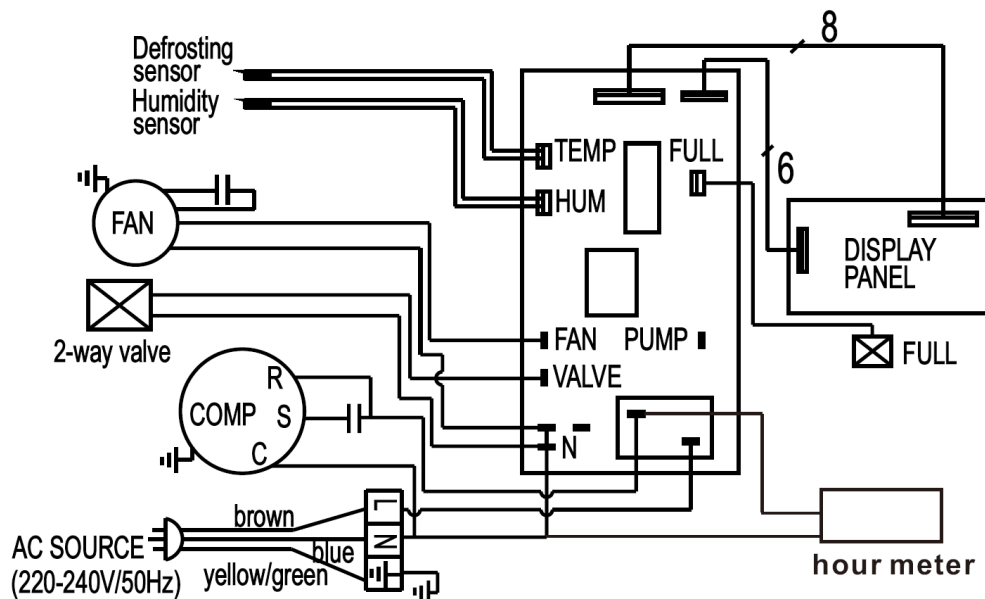 8
Defrosting
sensor
Humidity
sensor
TEMP
FULL
6
HUM
FAN
DISPLAY
PANEL
2-way valve
FAN
PUMP
FULL
VALVE
R
COMP
S
C
N
brown
L
N
blue
AC SOURCE
(220-240V/50Hz)
yellow/green
hour meter